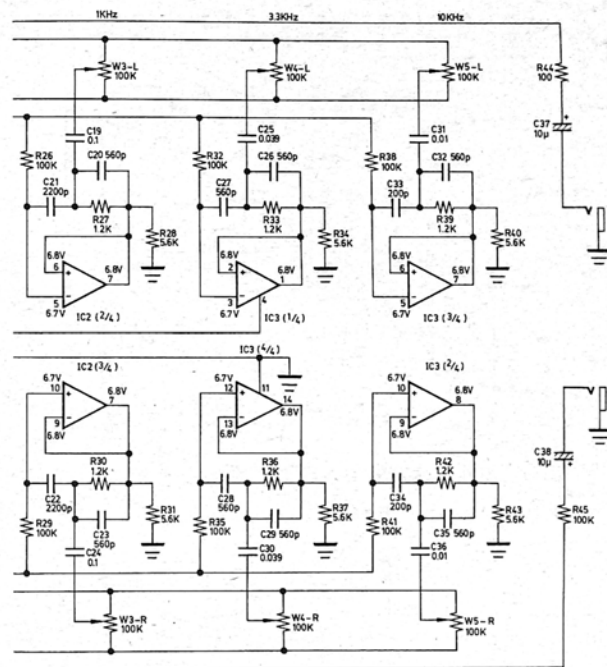 1KHz
3.3KHz
10KHz
W3-L
100K
W4-L
100K
W5-L
100K
R44
100
C37
10µ
C19
0.1
C25
0.039
C31
0.01
R26
100K
C20 560p
R32
100K
C26 560p
R38
100K
C32 560p
C21
2200p
R27
1.2K
R28
5.6K
C27
560p
R33
1.2K
R34
5.6K
C33
200p
R39
1.2K
R40
5.6K
6.8V
6
+
6.8V
7
−
5
6.7V
IC2 (2/4)
6.8V
2
+
6.8V
1
−
3
4
6.7V
IC3 (1/4)
6.8V
6
+
6.8V
7
−
5
6.7V
IC3 (3/4)
IC2 (3/4)
6.7V
10
+
6.8V
7
−
9
6.8V
IC3 (4/4)
6.7V
12
+
11
14
6.8V
−
13
6.8V
IC3 (2/4)
6.7V
10
+
6.8V
8
−
9
6.8V
R30
1.2K
C22
2200p
R29
100K
C23
560p
R31
5.6K
C24
0.1
R36
1.2K
C28
560p
R35
100K
C29 560p
R37
5.6K
C30
0.039
R42
1.2K
C34
200p
R41
100K
C35 560p
R43
5.6K
C36
0.01
C38
10µ
R45
100K
W3-R
100K
W4-R
100K
W5-R
100K